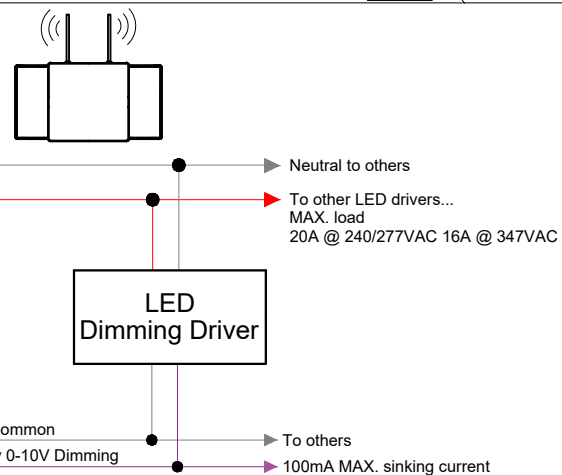 Neutral to others
To other LED drivers...
MAX. load
20A @ 240/277VAC 16A @ 347VAC
LED
Dimming Driver
ommon
To others
0-10V Dimming
100mA MAX. sinking current